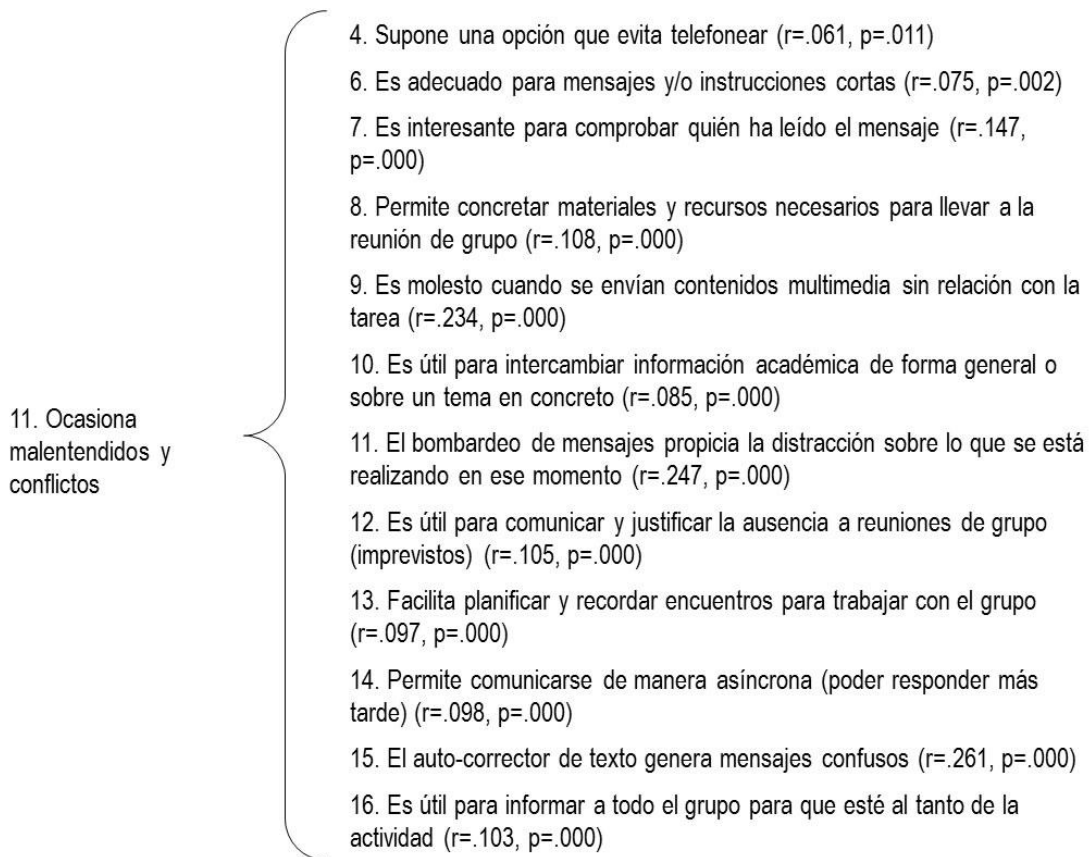 4. Supone una opción que evita telefonear (r=.061, p=.011)
6. Es adecuado para mensajes y/o instrucciones cortas (r=.075, p=.002)
7. Es interesante para comprobar quién ha leído el mensaje (r=.147,
p=.000)
8. Permite concretar materiales y recursos necesarios para llevar a la
reunión de grupo (r=.108, p=.000)
9. Es molesto cuando se envían contenidos multimedia sin relación con la
tarea (r=.234, p=.000)
10. Es útil para intercambiar información académica de forma general o
sobre un tema en concreto (r=.085, p=.000)
11. Ocasiona
malentendidos y
conflictos
11. El bombardeo de mensajes propicia la distracción sobre lo que se está
realizando en ese momento (r=.247, p=.000)
12. Es útil para comunicar y justificar la ausencia a reuniones de grupo
(imprevistos) (r=.105, p=.000)
13. Facilita planificar y recordar encuentros para trabajar con el grupo
(r=.097, p=.000)
14. Permite comunicarse de manera asíncrona (poder responder más
tarde) (r=.098, p=.000)
15. El auto-corrector de texto genera mensajes confusos (r=.261, p=.000)
16. Es útil para informar a todo el grupo para que esté al tanto de la
actividad (r=.103, p=.000)